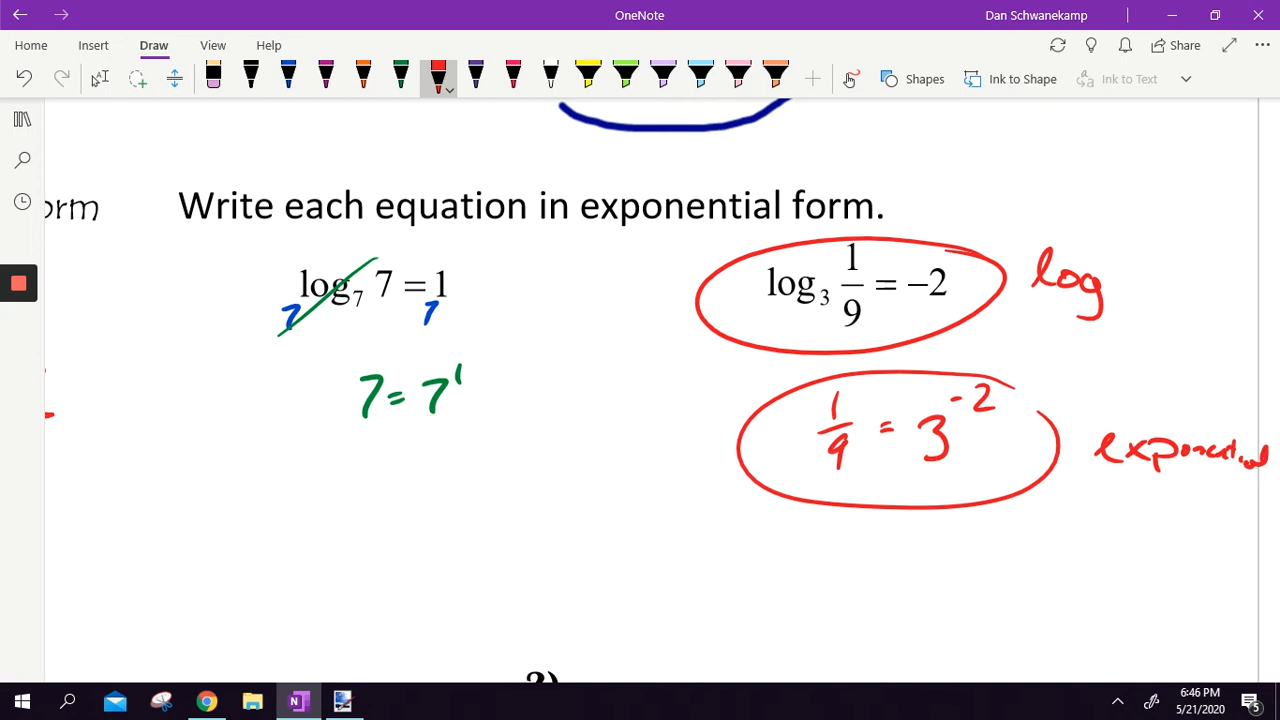 OneNote
Dan Schwanekamp
Home Insert Draw View Help
Share
Shapes Ink to Shape Ink to Text
orm
Write each equation in exponential form.
log₇ 7 = 1
7 7
7 = 7¹
log₃ 1/9 = −2
log
1/9 = 3⁻²
exponential
2)
6:46 PM
5/21/2020
5